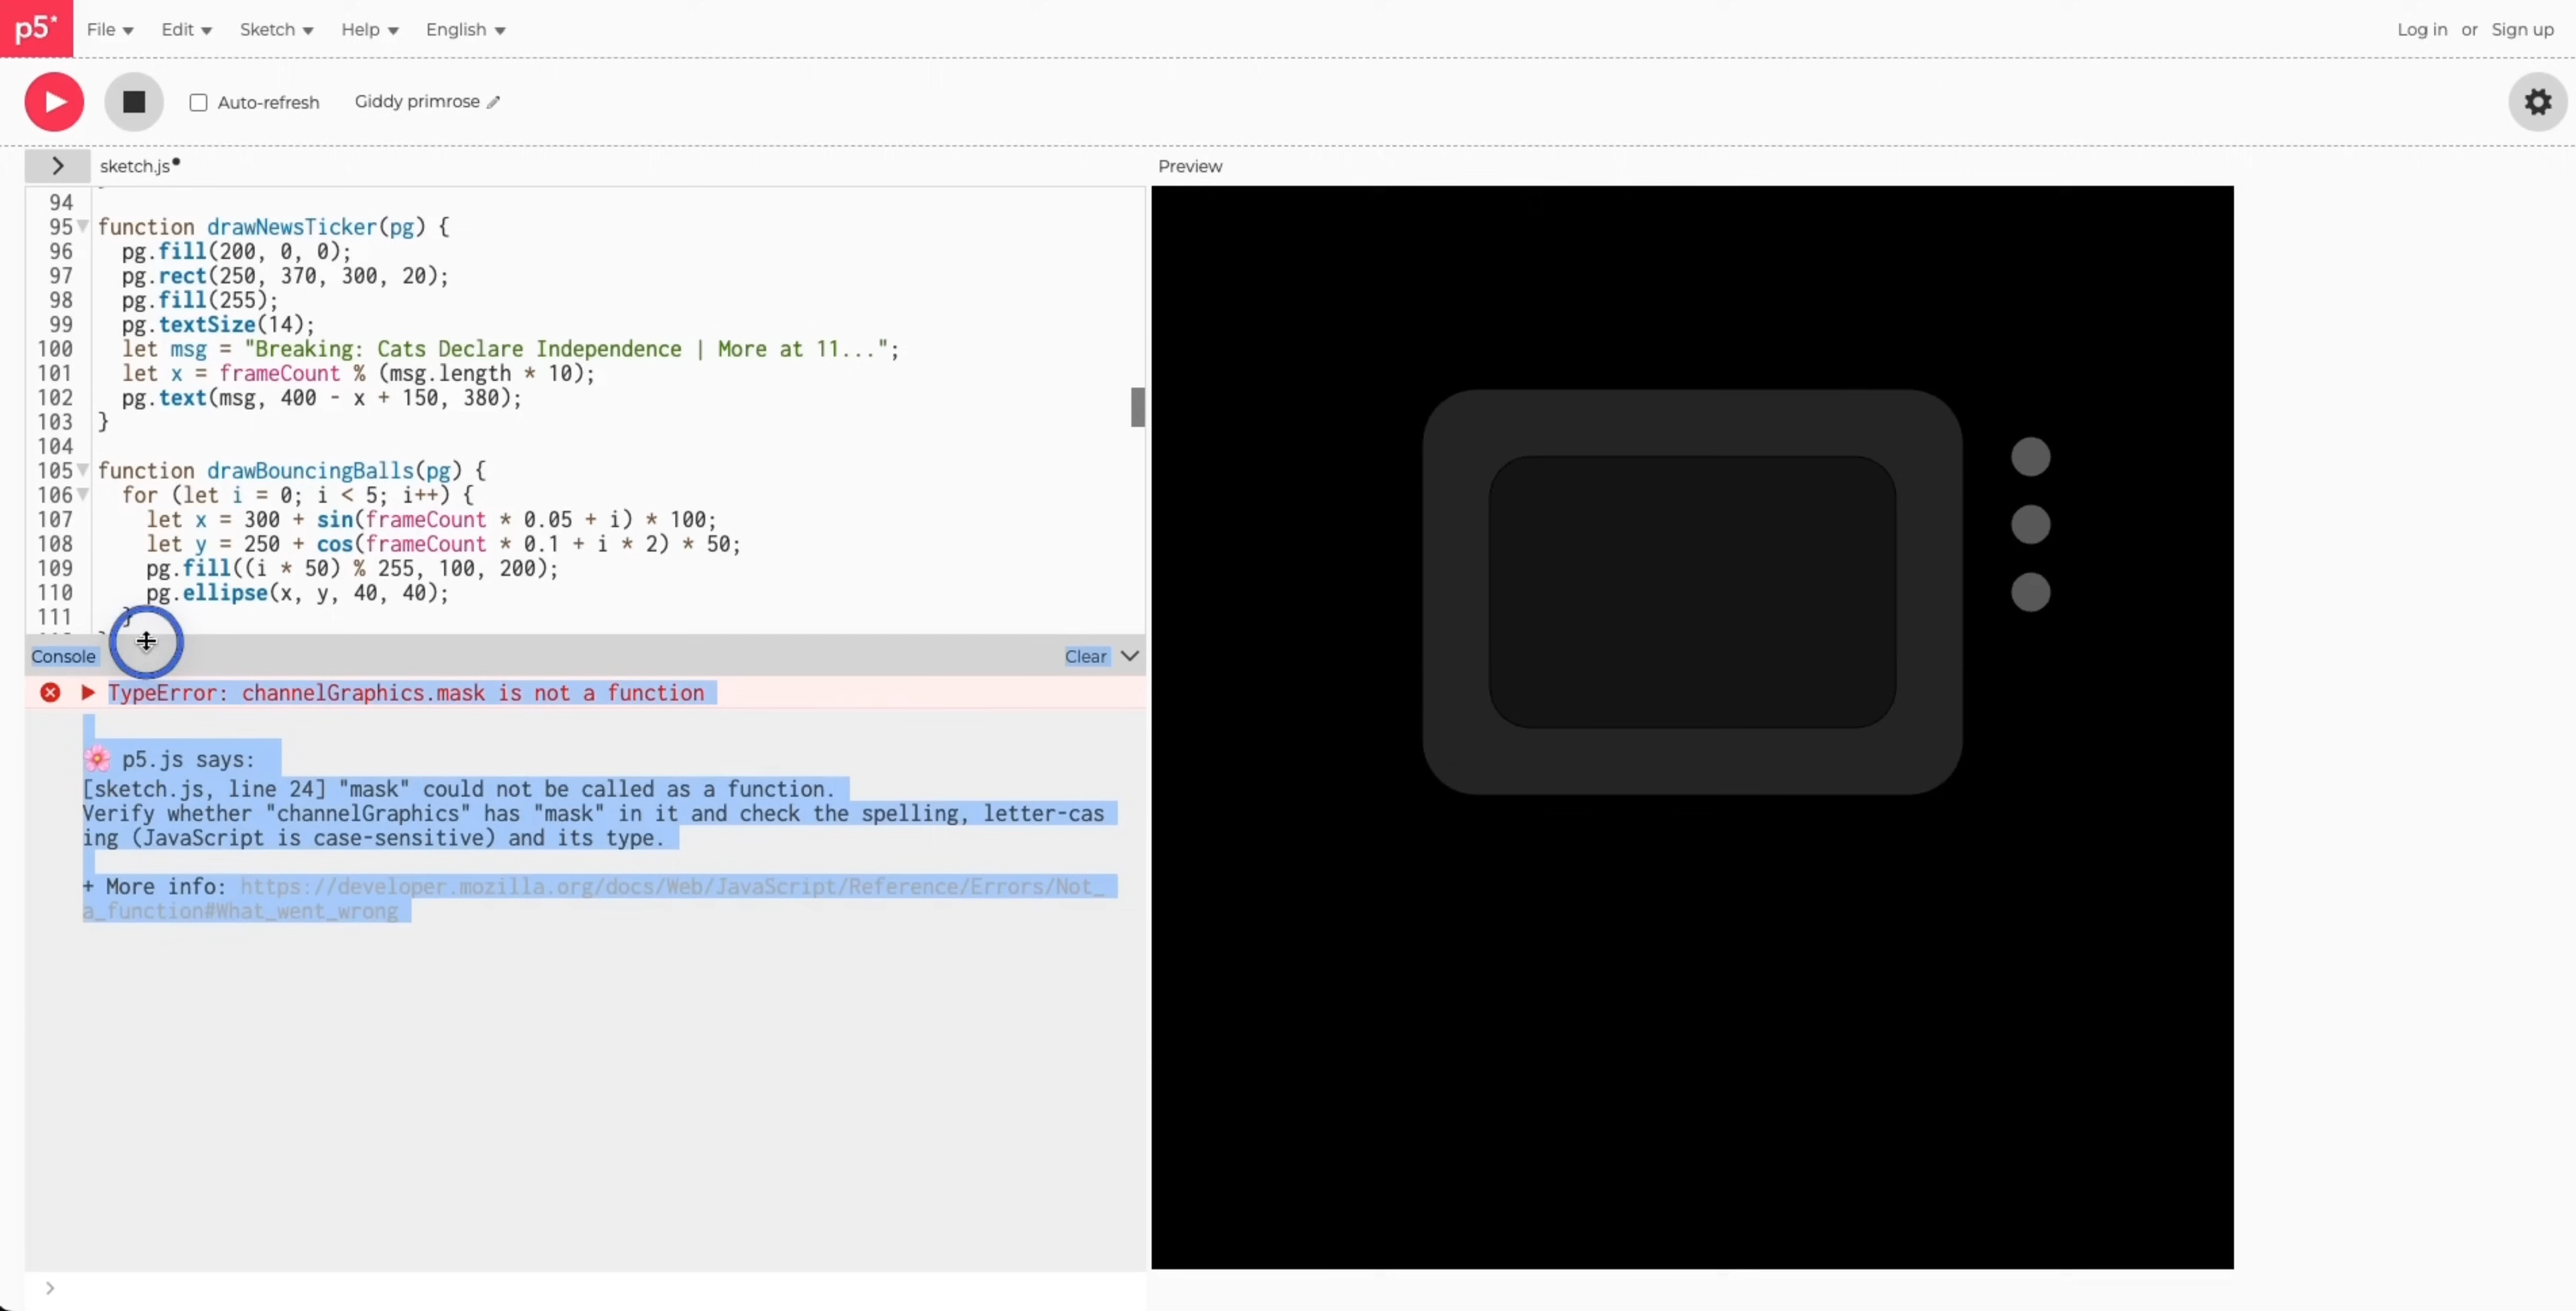 p5*
File Edit Sketch Help English
Log in or Sign up
Auto-refresh Giddy primrose
sketch.js
Preview
94
95 function drawNewsTicker(pg) {
96 pg.fill(200, 0, 0);
97 pg.rect(250, 370, 300, 20);
98 pg.fill(255);
99 pg.textSize(14);
100 let msg = "Breaking: Cats Declare Independence | More at 11...";
101 let x = frameCount % (msg.length * 10);
102 pg.text(msg, 400 - x + 150, 380);
103 }
104
105 function drawBouncingBalls(pg) {
106 for (let i = 0; i < 5; i++) {
107 let x = 300 + sin(frameCount * 0.05 + i) * 100;
108 let y = 250 + cos(frameCount * 0.1 + i * 2) * 50;
109 pg.fill((i * 50) % 255, 100, 200);
110 pg.ellipse(x, y, 40, 40);
111 }
Console Clear
TypeError: channelGraphics.mask is not a function
🌸 p5.js says:
[sketch.js, line 24] "mask" could not be called as a function.
Verify whether "channelGraphics" has "mask" in it and check the spelling, letter-cas
ing (JavaScript is case-sensitive) and its type.
+ More info: https://developer.mozilla.org/docs/Web/JavaScript/Reference/Errors/Not_
a_function#What_went_wrong